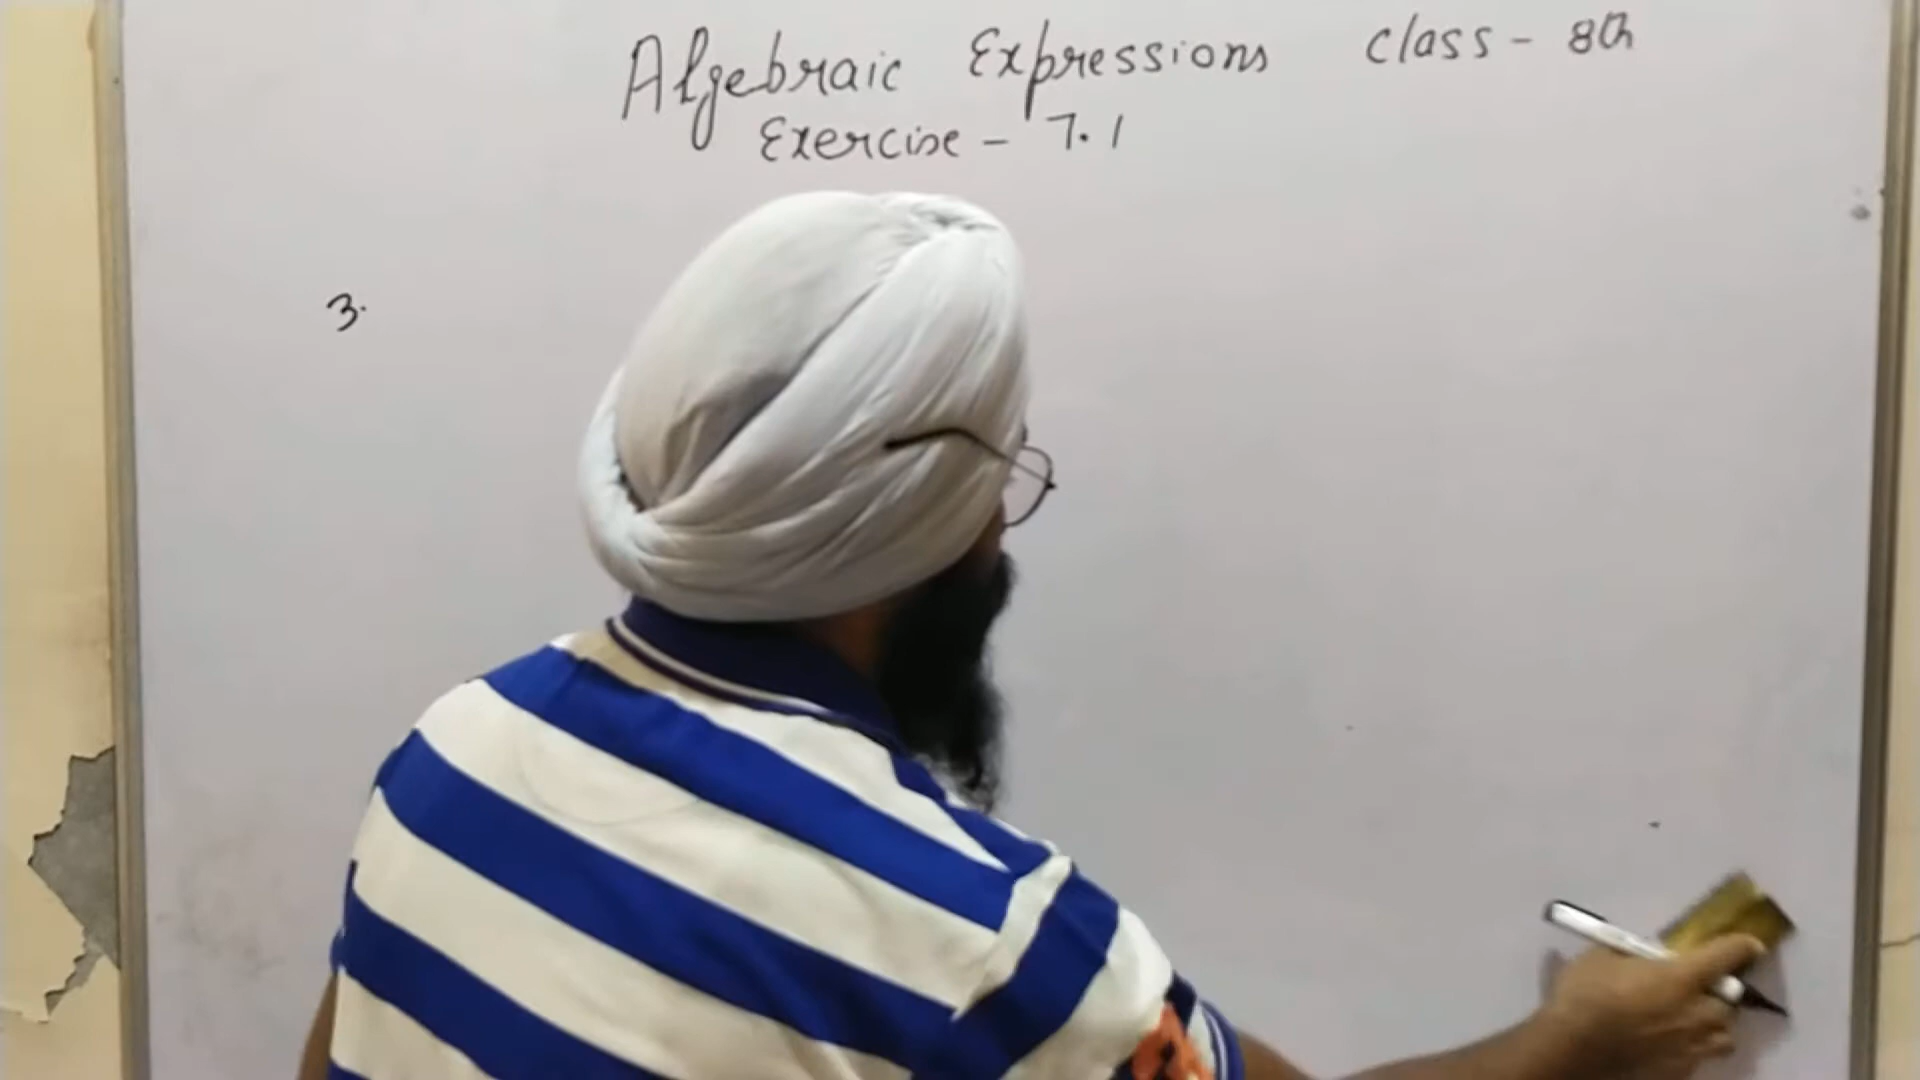 Algebraic Expressions Class - 8th
Exercise - 7.1
3.